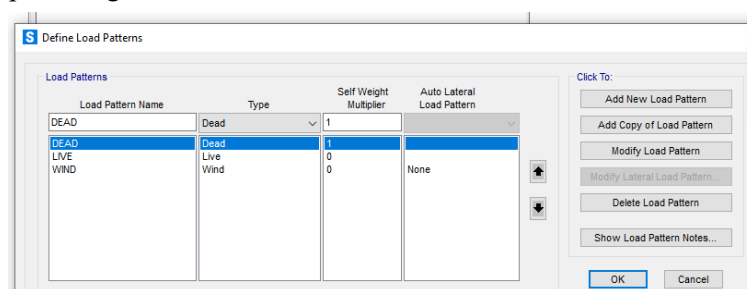 S Define Load Patterns
Load Patterns
Click To:
Load Pattern Name Type Self Weight Multiplier Auto Lateral Load Pattern
DEAD Dead 1
DEAD Dead 1
LIVE Live 0
WIND Wind 0 None
Add New Load Pattern
Add Copy of Load Pattern
Modify Load Pattern
Modify Lateral Load Pattern...
Delete Load Pattern
Show Load Pattern Notes...
OK Cancel